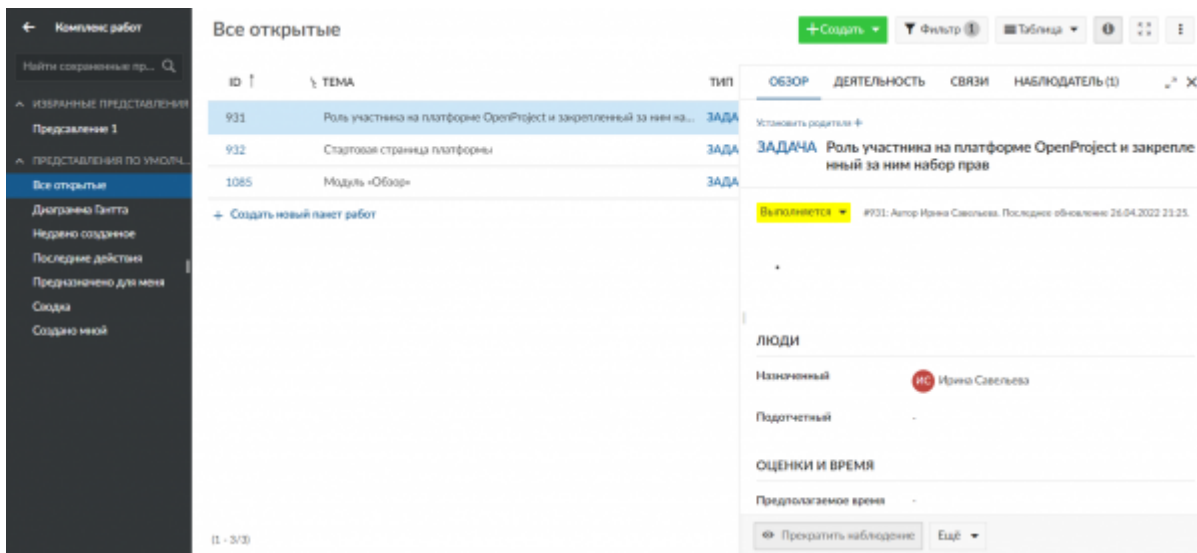 Комплекс работ
Найти сохраненные пр...
ИЗБРАННЫЕ ПРЕДСТАВЛЕНИЯ
Предсавление 1
ПРЕДСТАВЛЕНИЯ ПО УМОЛЧ...
Все открытые
Диаграмма Гантта
Недавно созданное
Последние действия
Предназначено для меня
Сводка
Создано мной
Все открытые
+ Создать
Фильтр 1
Таблица
ID ТЕМА ТИП
931 Роль участника на платформе OpenProject и закрепленный за ним на... ЗАДА
932 Стартовая страница платформы ЗАДА
1085 Модуль «Обзор» ЗАДА
+ Создать новый пакет работ
(1 - 3/3)
ОБЗОР ДЕЯТЕЛЬНОСТЬ СВЯЗИ НАБЛЮДАТЕЛЬ (1)
Установить родителя +
ЗАДАЧА Роль участника на платформе OpenProject и закрепле
нный за ним набор прав
Выполняется #931: Автор Ирина Савельева. Последнее обновление 26.04.2022 21:25.
ЛЮДИ
Назначенный ИС Ирина Савельева
Подотчетный -
ОЦЕНКИ И ВРЕМЯ
Предполагаемое время -
Прекратить наблюдение Ещё